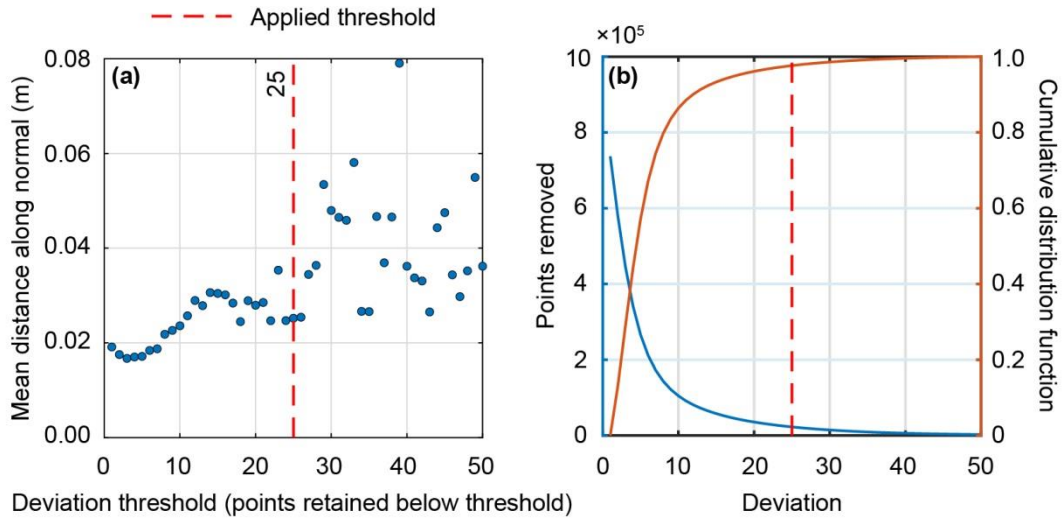 Applied threshold
(a)
25
Mean distance along normal (m)
0.08
0.06
0.04
0.02
0.00
0 10 20 30 40 50
Deviation threshold (points retained below threshold)
×10⁵
(b)
Points removed
10
8
6
4
2
0
0 10 20 30 40 50
Deviation
1.0
0.8
0.6
0.4
0.2
0
Cumulative distribution function